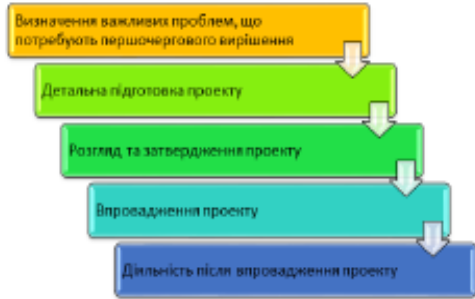 Визначення важливих проблем, що
потребують першочергового вирішення
Детальна підготовка проекту
Розгляд та затвердження проекту
Впровадження проекту
Діяльність після впровадження проекту